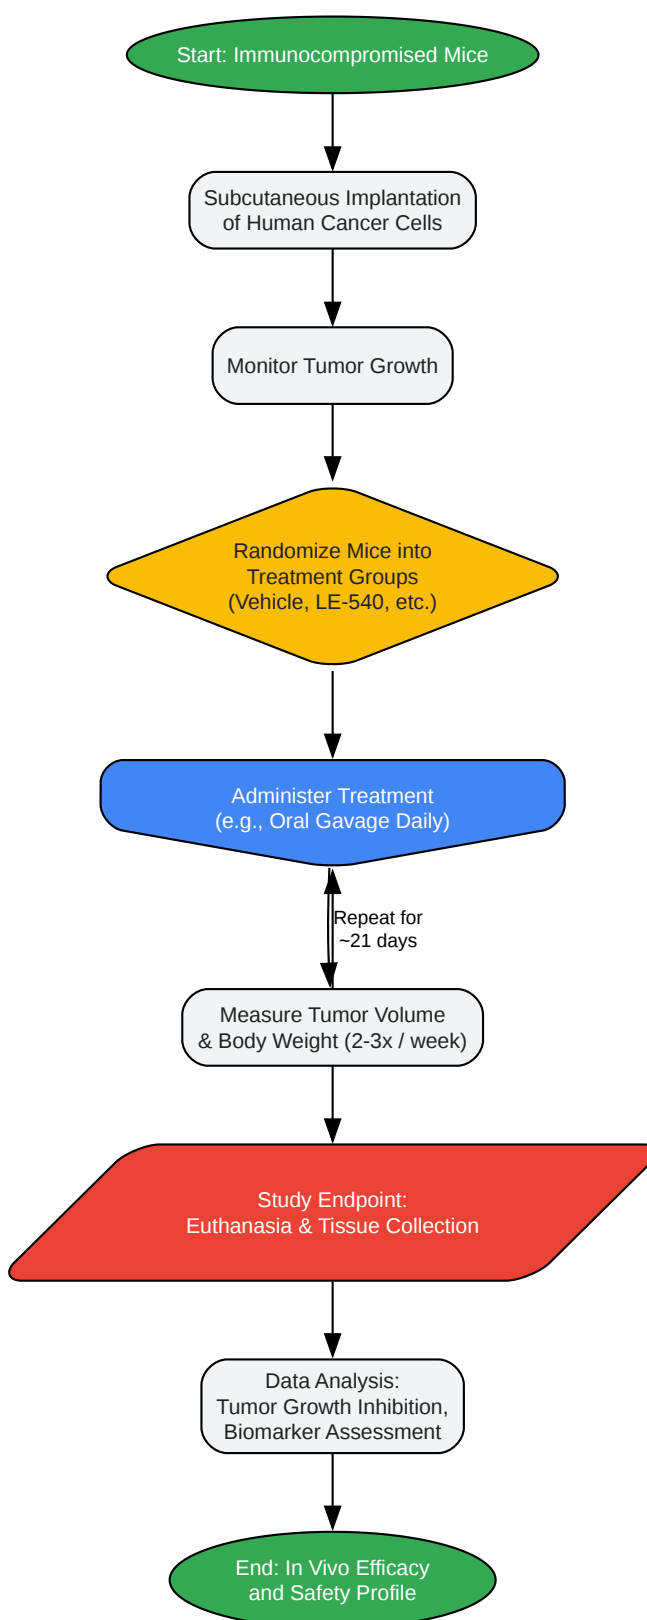 Start: Immunocompromised Mice
Subcutaneous Implantation
of Human Cancer Cells
Monitor Tumor Growth
Randomize Mice into
Treatment Groups
(Vehicle, LE-540, etc.)
Administer Treatment
(e.g., Oral Gavage Daily)
Repeat for
~21 days
Measure Tumor Volume
& Body Weight (2-3x / week)
Study Endpoint:
Euthanasia & Tissue Collection
Data Analysis:
Tumor Growth Inhibition,
Biomarker Assessment
End: In Vivo Efficacy
and Safety Profile